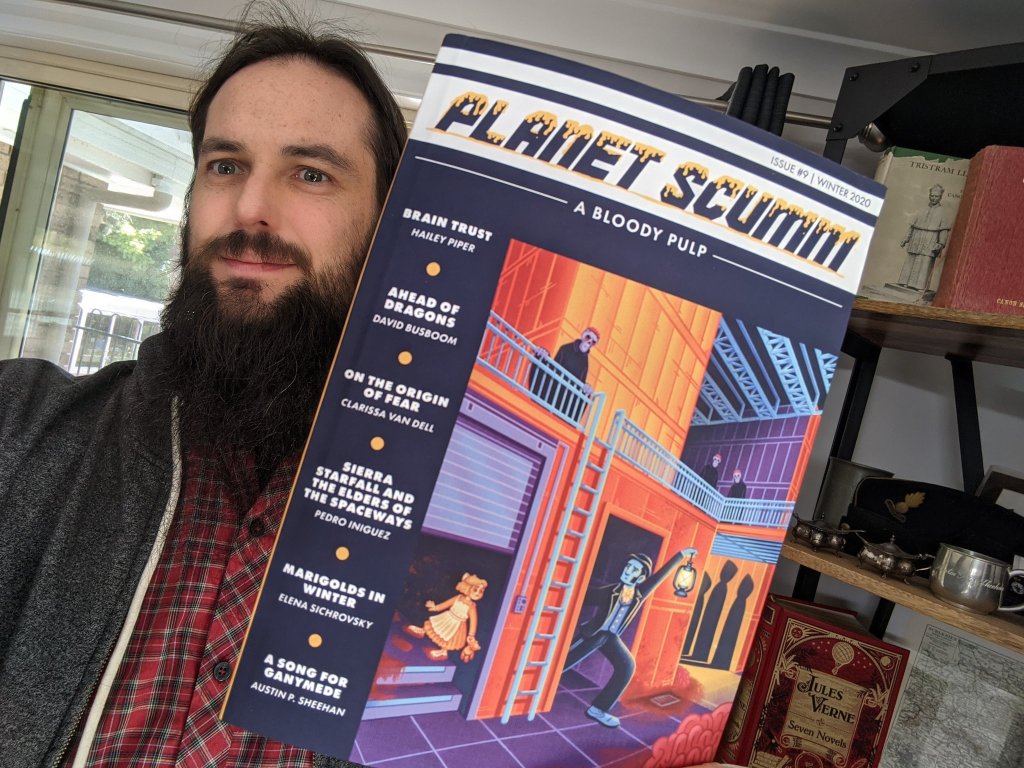 PLANET SCUMM
ISSUE #9 | WINTER 2020
A BLOODY PULP
BRAIN TRUST
HAILEY PIPER
AHEAD OF
DRAGONS
DAVID BUSBOOM
ON THE ORIGIN
OF FEAR
CLARISSA VAN DELL
SIERRA
STARFALL AND
THE ELDERS OF
THE SPACEWAYS
PEDRO INIGUEZ
MARIGOLDS IN
WINTER
ELENA SICHROVSKY
A SONG FOR
GANYMEDE
AUSTIN P. SHEEHAN
TRISTRAM
JULES
VERNE
Seven Novels